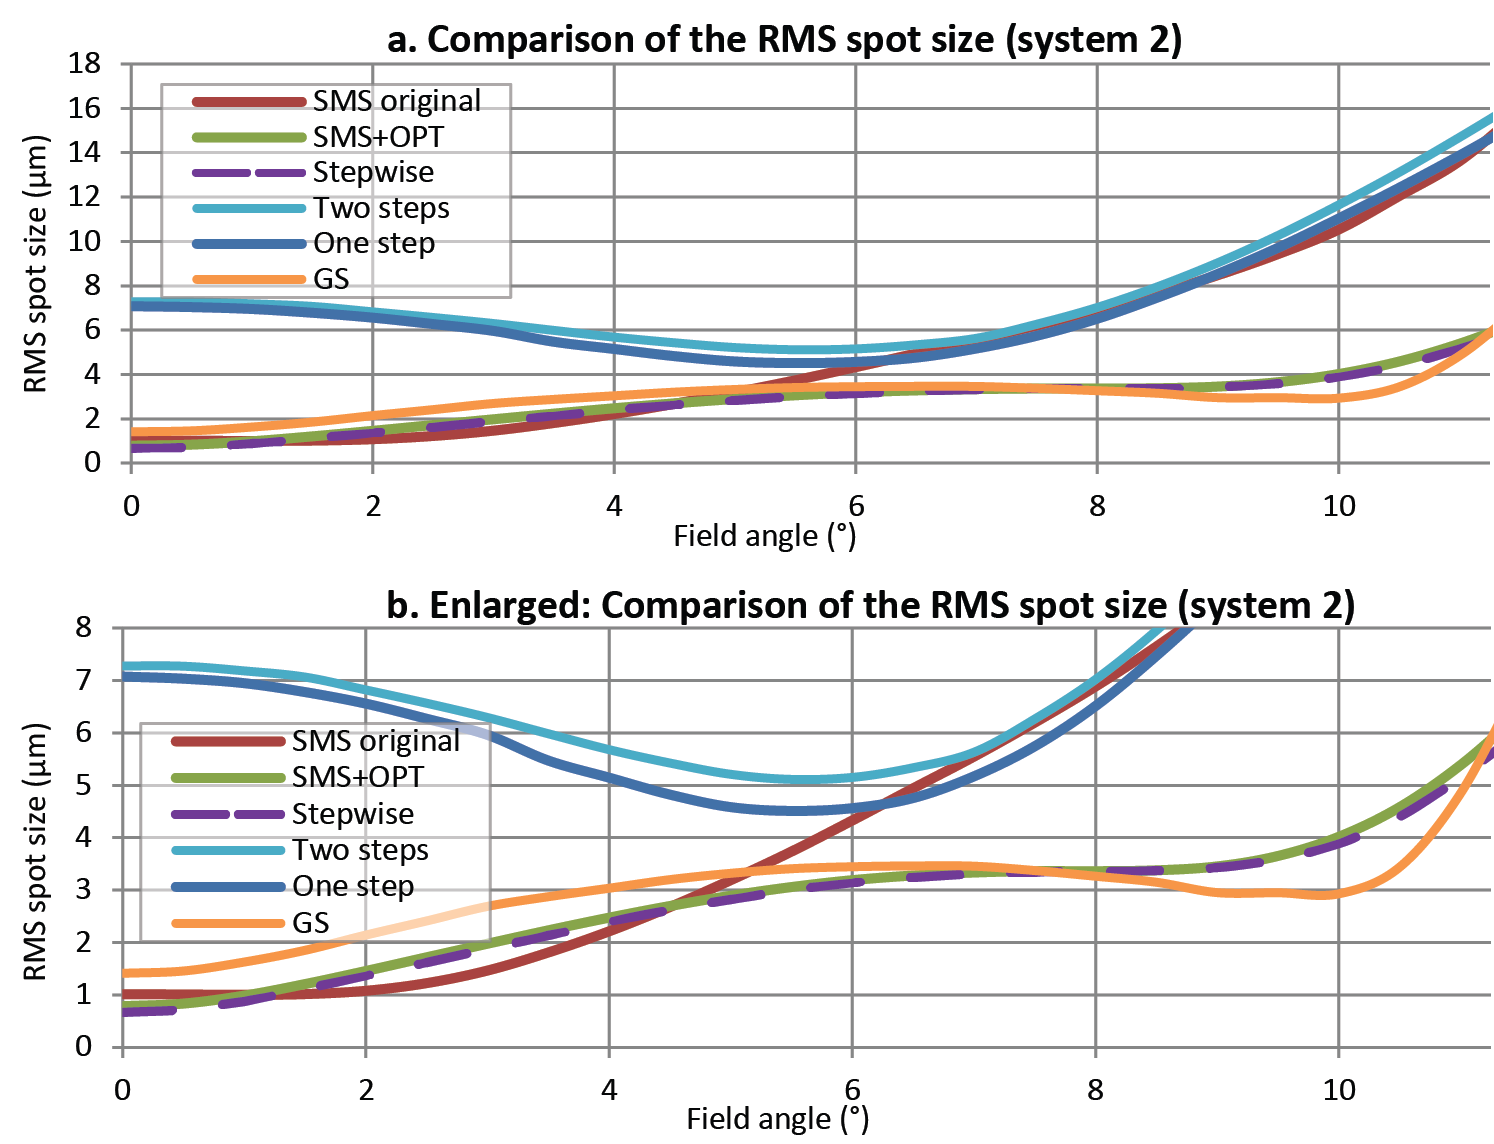 a. Comparison of the RMS spot size (system 2)
18
16
14
12
10
8
6
4
2
0
RMS spot size (µm)
SMS original
SMS+OPT
Stepwise
Two steps
One step
GS
0 2 4 6 8 10
Field angle (°)
b. Enlarged: Comparison of the RMS spot size (system 2)
8
7
6
5
4
3
2
1
0
RMS spot size (µm)
SMS original
SMS+OPT
Stepwise
Two steps
One step
GS
0 2 4 6 8 10
Field angle (°)